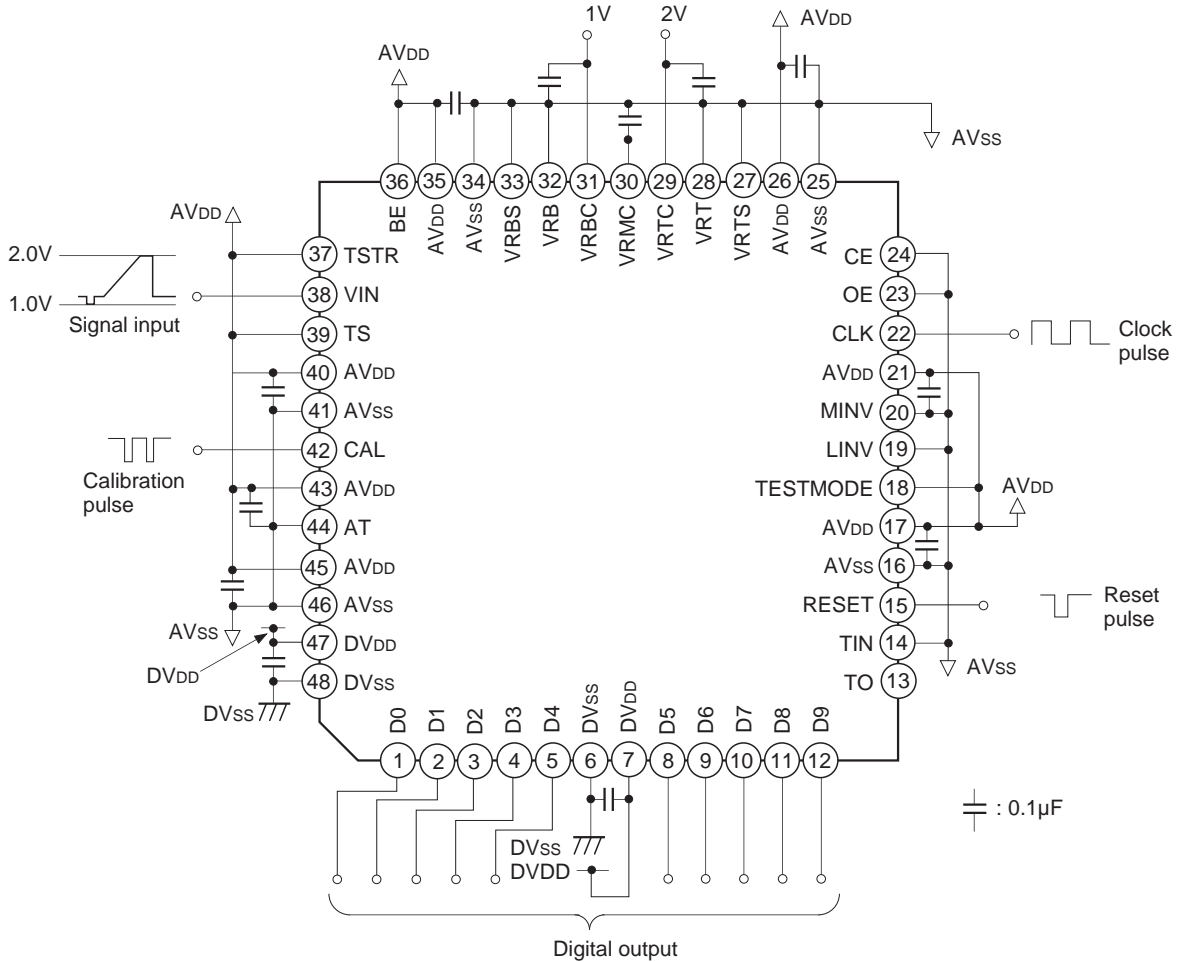 1V
2V
AVDD
AVDD
AVSS
36
35
34
33
32
31
30
29
28
27
26
25
BE
AVDD
AVSS
VRBS
VRB
VRBC
VRMC
VRTC
VRT
VRTS
AVDD
AVSS
AVDD
2.0V
1.0V
Signal input
Calibration
pulse
37 TSTR
38 VIN
39 TS
40 AVDD
41 AVSS
42 CAL
43 AVDD
44 AT
45 AVDD
46 AVSS
47 DVDD
48 DVSS
AVSS
DVDD
DVSS
CE 24
OE 23
CLK 22
AVDD 21
MINV 20
LINV 19
TESTMODE 18
AVDD 17
AVSS 16
RESET 15
TIN 14
TO 13
Clock
pulse
AVDD
Reset
pulse
AVSS
D0
D1
D2
D3
D4
DVSS
DVDD
D5
D6
D7
D8
D9
1
2
3
4
5
6
7
8
9
10
11
12
DVSS
DVDD
: 0.1µF
Digital output